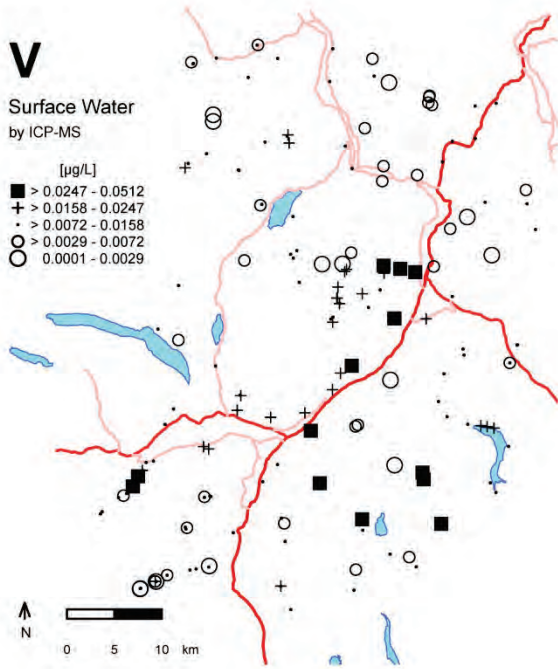 V
Surface Water
by ICP-MS
[µg/L]
> 0.0247 - 0.0512
> 0.0158 - 0.0247
> 0.0072 - 0.0158
> 0.0029 - 0.0072
0.0001 - 0.0029
N
0 5 10 km